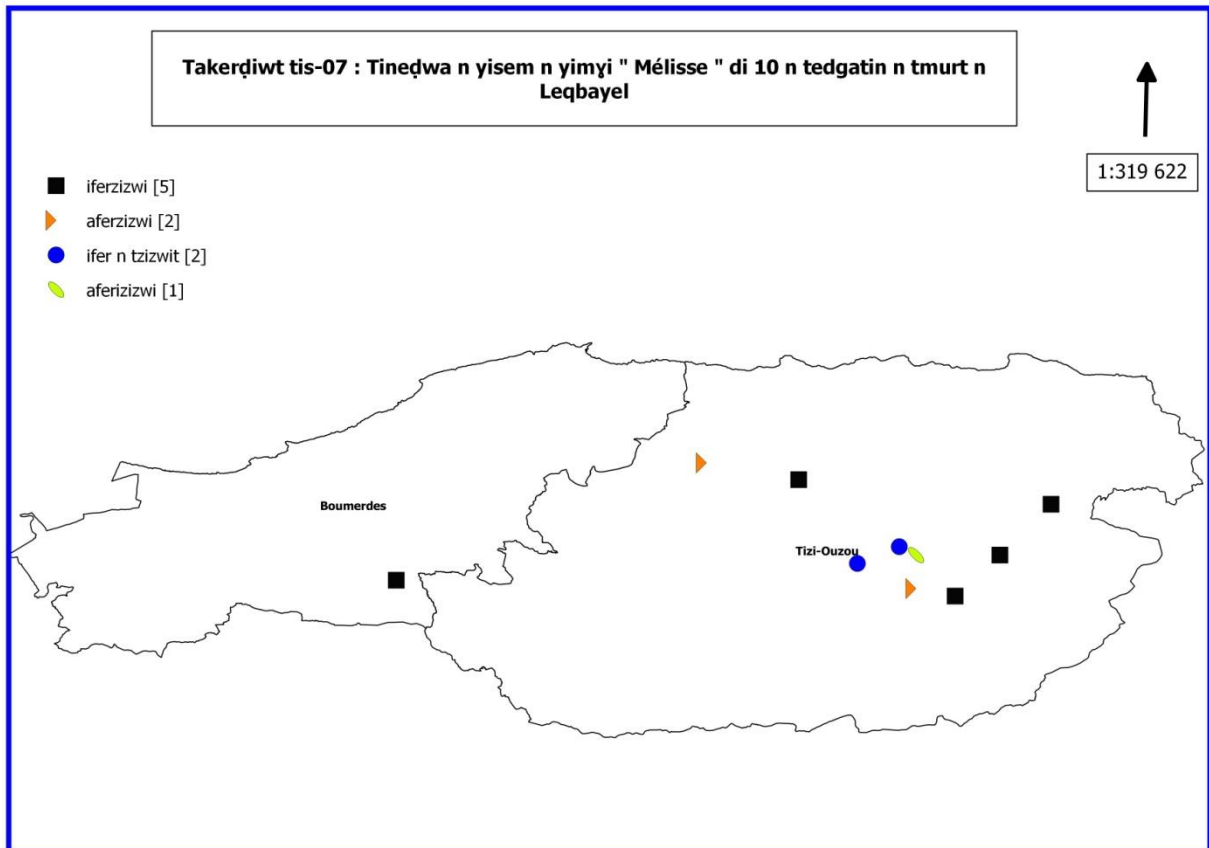 Takerḍiwt tis-07 : Tineḍwa n yisem n yimɣi " Mélisse " di 10 n tedgatin n tmurt n
Leqbayel
1:319 622
iferzizwi [5]
aferzizwi [2]
ifer n tzizwit [2]
aferizizwi [1]
Boumerdes
Tizi-Ouzou